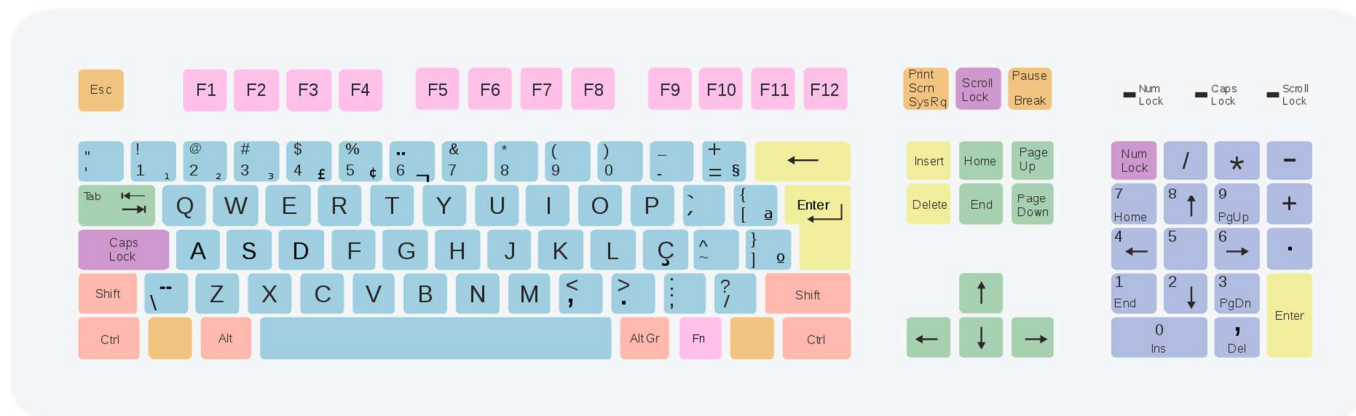 Esc F1 F2 F3 F4 F5 F6 F7 F8 F9 F10 F11 F12
Print
Scrn
SysRq
Scroll
Lock
Pause
Break
Num
Lock
Caps
Lock
Scroll
Lock
" ! @ # $ % ¨ & * ( ) _ +
' 1 ₁ 2 ₂ 3 ₃ 4 £ 5 ¢ 6 ¬ 7 8 9 0 - = § ←
Insert Home
Page
Up
Num
Lock
/ * -
Tab Q W E R T Y U I O P ` ´ { [ ª Enter
Delete End
Page
Down
7 Home 8 ↑ 9 PgUp +
Caps
Lock
A S D F G H J K L Ç ^ ~ } ] º
4 ← 5 6 → .
Shift \ Z X C V B N M < , > . : ; ? / Shift
↑
1 End 2 ↓ 3 PgDn Enter
Ctrl Alt Alt Gr Fn Ctrl
← ↓ →
0 Ins , Del